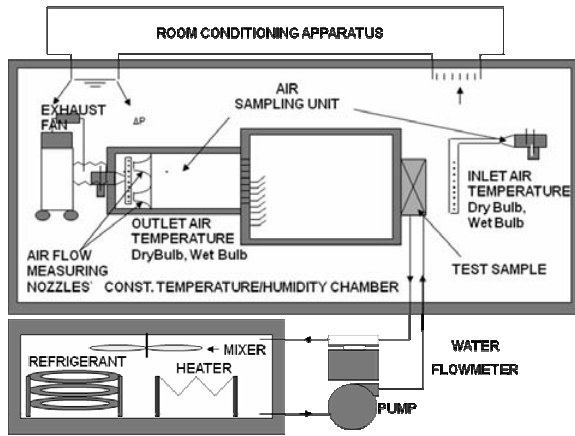 ROOM CONDITIONING APPARATUS
AIR
SAMPLING UNIT
EXHAUST
FAN
ΔP
INLET AIR
TEMPERATURE
Dry Bulb,
Wet Bulb
OUTLET AIR
TEMPERATURE
DryBulb, Wet Bulb
AIR FLOW
MEASURING
NOZZLES'
TEST SAMPLE
CONST. TEMPERATURE/HUMIDITY CHAMBER
MIXER
REFRIGERANT
HEATER
WATER
FLOWMETER
PUMP